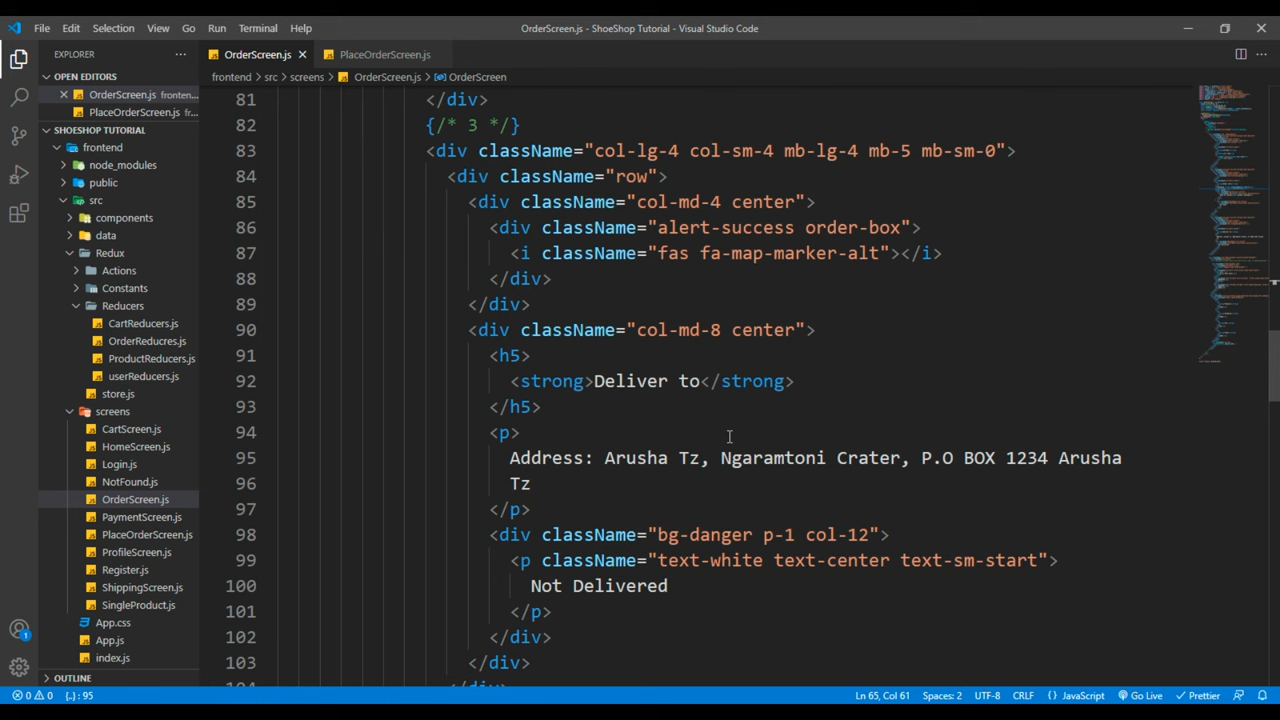 File Edit Selection View Go Run Terminal Help
OrderScreen.js - ShoeShop Tutorial - Visual Studio Code
EXPLORER
OPEN EDITORS
OrderScreen.js fronten...
PlaceOrderScreen.js fr...
SHOESHOP TUTORIAL
frontend
node_modules
public
src
components
data
Redux
Actions
Constants
Reducers
CartReducers.js
OrderReducres.js
ProductReducers.js
userReducers.js
store.js
screens
CartScreen.js
HomeScreen.js
Login.js
NotFound.js
OrderScreen.js
PaymentScreen.js
PlaceOrderScreen.js
ProfileScreen.js
Register.js
ShippingScreen.js
SingleProduct.js
App.css
App.js
index.js
OUTLINE
OrderScreen.js
PlaceOrderScreen.js
frontend > src > screens > OrderScreen.js > OrderScreen
81 </div>
82 {/* 3 */}
83 <div className="col-lg-4 col-sm-4 mb-lg-4 mb-5 mb-sm-0">
84 <div className="row">
85 <div className="col-md-4 center">
86 <div className="alert-success order-box">
87 <i className="fas fa-map-marker-alt"></i>
88 </div>
89 </div>
90 <div className="col-md-8 center">
91 <h5>
92 <strong>Deliver to</strong>
93 </h5>
94 <p>
95 Address: Arusha Tz, Ngaramtoni Crater, P.O BOX 1234 Arusha
96 Tz
97 </p>
98 <div className="bg-danger p-1 col-12">
99 <p className="text-white text-center text-sm-start">
100 Not Delivered
101 </p>
102 </div>
103 </div>
1
0 0 {..}: 95
Ln 65, Col 61 Spaces: 2 UTF-8 CRLF {} JavaScript Go Live Prettier